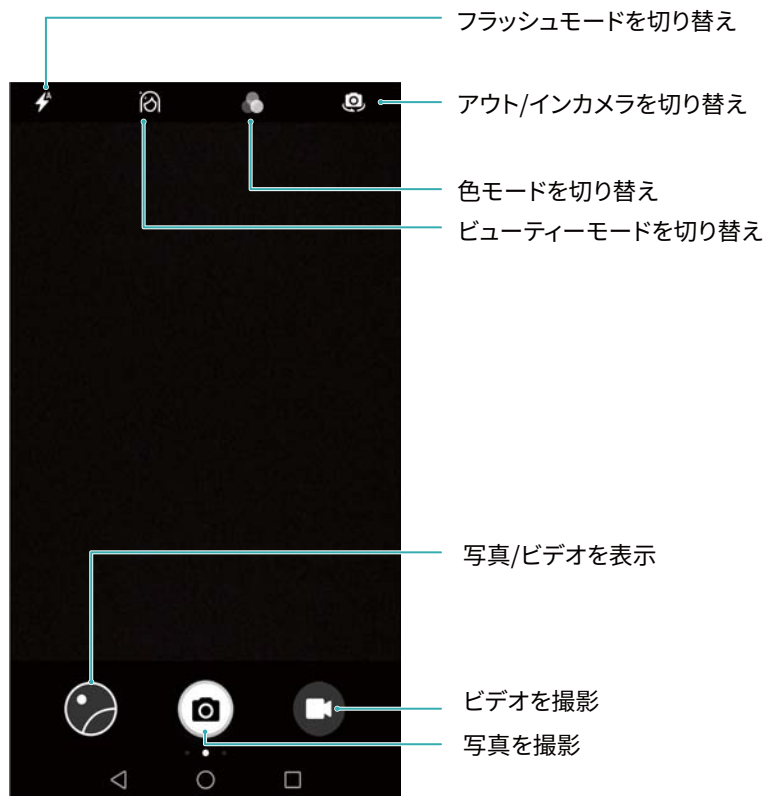 フラッシュモードを切り替え
アウト/インカメラを切り替え
色モードを切り替え
ビューティーモードを切り替え
写真/ビデオを表示
ビデオを撮影
写真を撮影